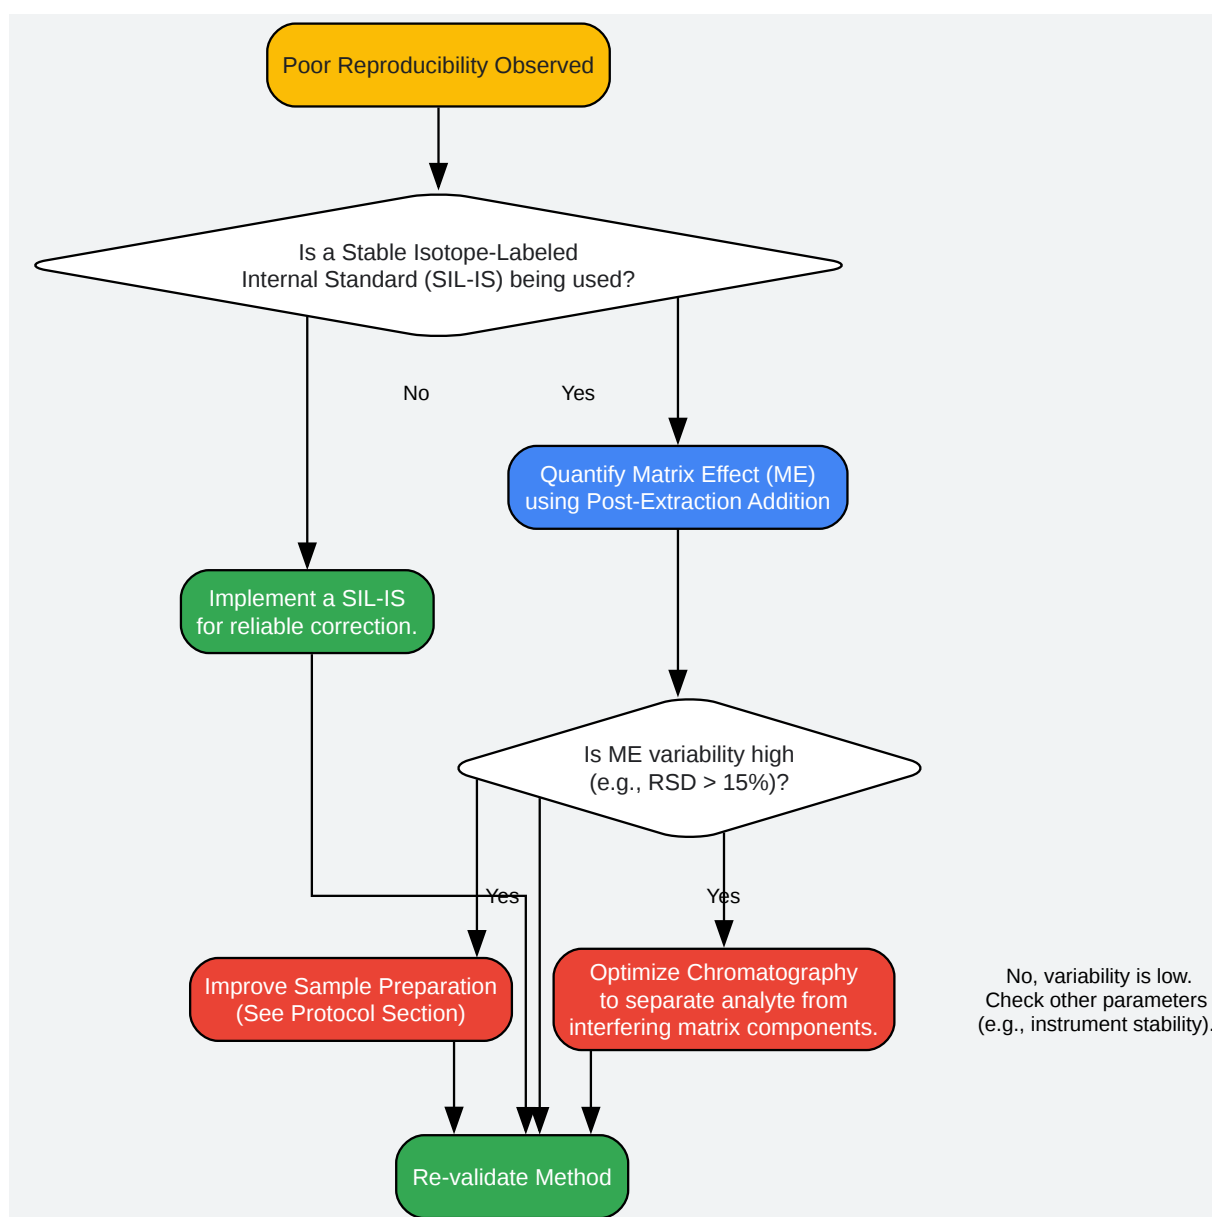 Poor Reproducibility Observed
Is a Stable Isotope-Labeled
Internal Standard (SIL-IS) being used?
No
Yes
Quantify Matrix Effect (ME)
using Post-Extraction Addition
Implement a SIL-IS
for reliable correction.
Is ME variability high
(e.g., RSD > 15%)?
Yes
Yes
Improve Sample Preparation
(See Protocol Section)
Optimize Chromatography
to separate analyte from
interfering matrix components.
No, variability is low.
Check other parameters
(e.g., instrument stability).
Re-validate Method